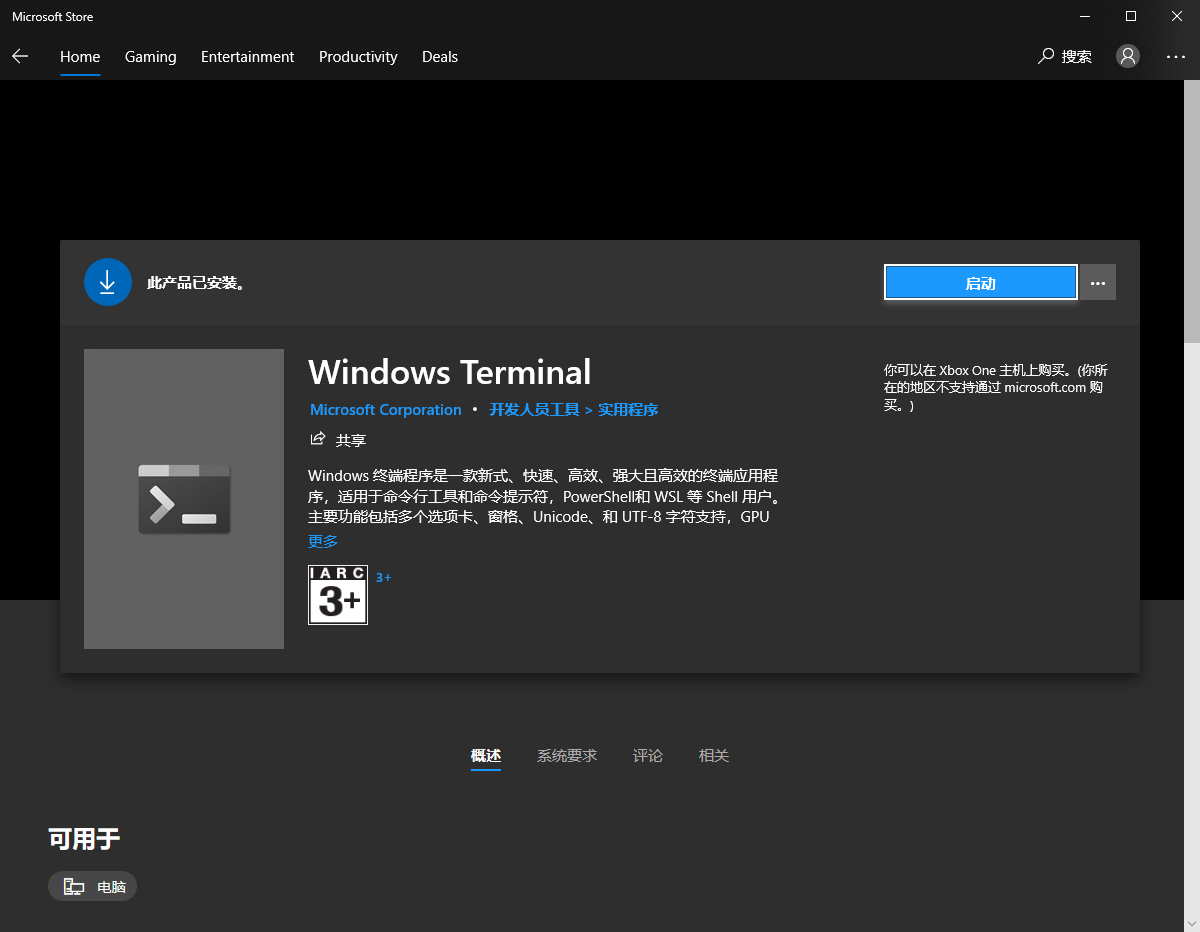 Microsoft Store
Home Gaming Entertainment Productivity Deals 搜索
此产品已安装。
启动
Windows Terminal
Microsoft Corporation • 开发人员工具 > 实用程序
共享
Windows 终端程序是一款新式、快速、高效、强大且高效的终端应用程
序，适用于命令行工具和命令提示符，PowerShell和 WSL 等 Shell 用户。
主要功能包括多个选项卡、窗格、Unicode、和 UTF-8 字符支持，GPU
更多
IARC
3+
3+
你可以在 Xbox One 主机上购买。(你所
在的地区不支持通过 microsoft.com 购
买。)
概述 系统要求 评论 相关
可用于
电脑